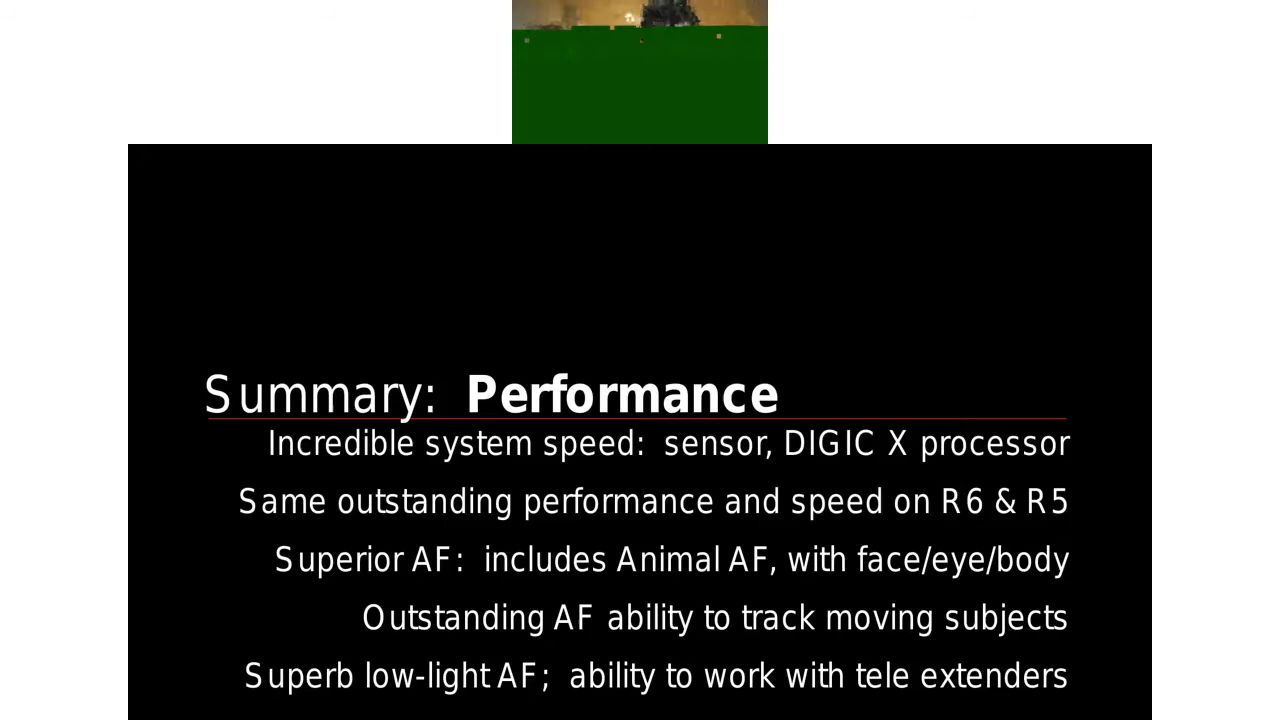 Summary: Performance
Incredible system speed: sensor, DIGIC X processor
Same outstanding performance and speed on R6 & R5
Superior AF: includes Animal AF, with face/eye/body
Outstanding AF ability to track moving subjects
Superb low-light AF; ability to work with tele extenders